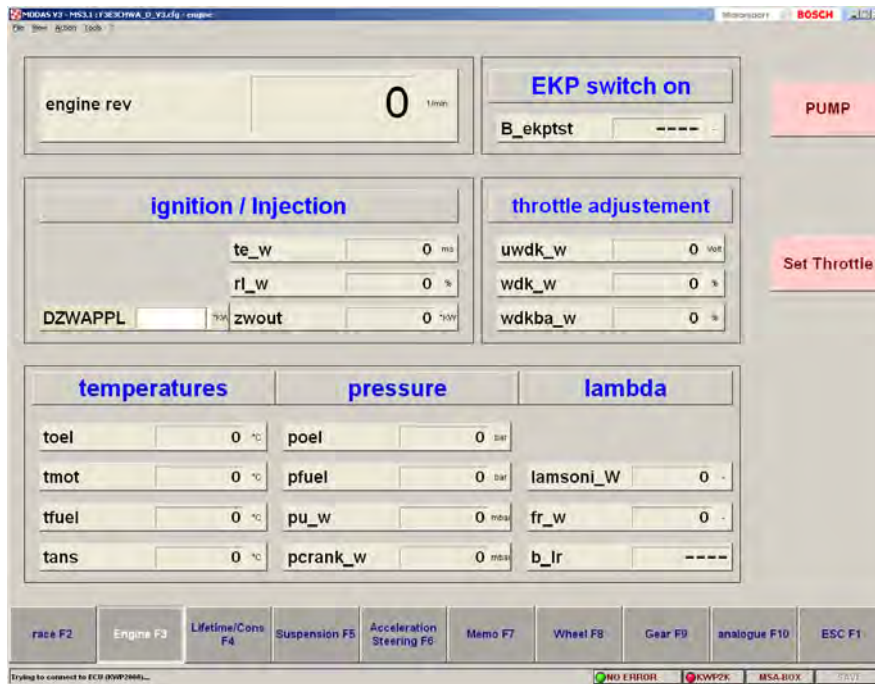 MODAS V3 - MS3.1 : F3E3CHWA_D_V3.cfg - engine
Motorsport BOSCH
File View Action Tools ?
engine rev 0 1/min
EKP switch on
B_ekptst ---- -
PUMP
ignition / Injection
throttle adjustement
te_w 0 ms
uwdk_w 0 Volt
Set Throttle
rl_w 0 %
wdk_w 0 %
DZWAPPL °KW zwout 0 °KW
wdkba_w 0 %
temperatures pressure lambda
toel 0 °C poel 0 bar
tmot 0 °C pfuel 0 bar lamsoni_W 0 -
tfuel 0 °C pu_w 0 mbar fr_w 0 -
tans 0 °C pcrank_w 0 mbar b_lr ----
race F2 Engine F3 Lifetime/Cons F4 Suspension F5 Acceleration Steering F6 Memo F7 Wheel F8 Gear F9 analogue F10 ESC F1
Trying to connect to ECU (KWP2000)... NO ERROR KWP2K MSA-BOX SAVE